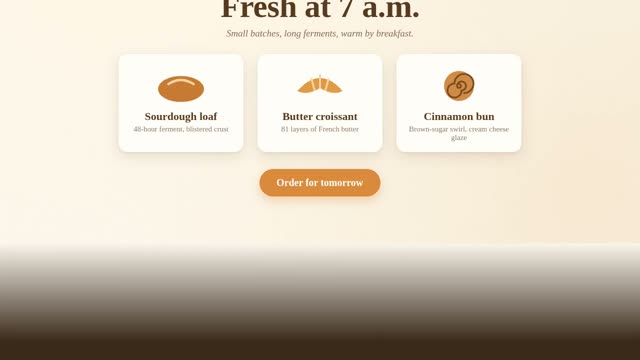 Fresh at 7 a.m.
Small batches, long ferments, warm by breakfast.
Sourdough loaf
48-hour ferment, blistered crust
Butter croissant
81 layers of French butter
Cinnamon bun
Brown-sugar swirl, cream cheese
glaze
Order for tomorrow